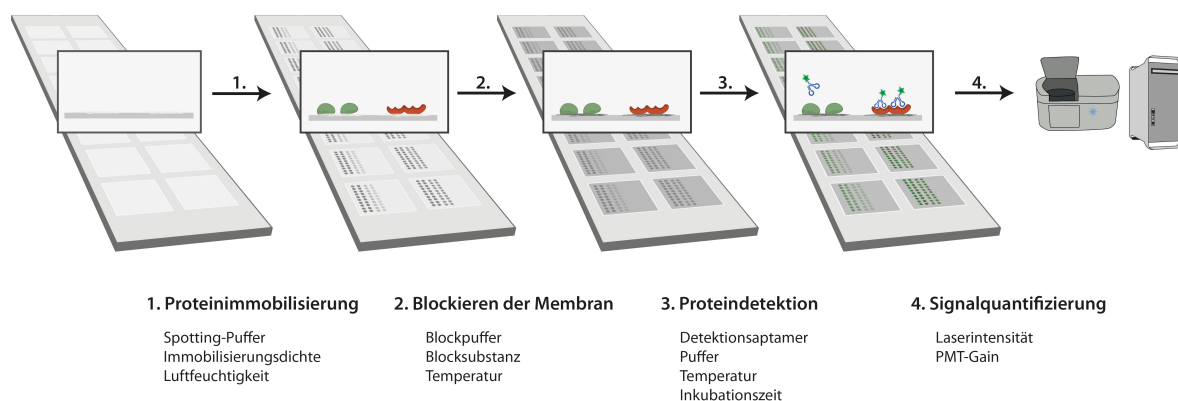 1.
2.
3.
4.
1. Proteinimmobilisierung
Spotting-Puffer
Immobilisierungsdichte
Luftfeuchtigkeit
2. Blockieren der Membran
Blockpuffer
Blocksubstanz
Temperatur
3. Proteindetektion
Detektionsaptamer
Puffer
Temperatur
Inkubationszeit
4. Signalquantifizierung
Laserintensität
PMT-Gain